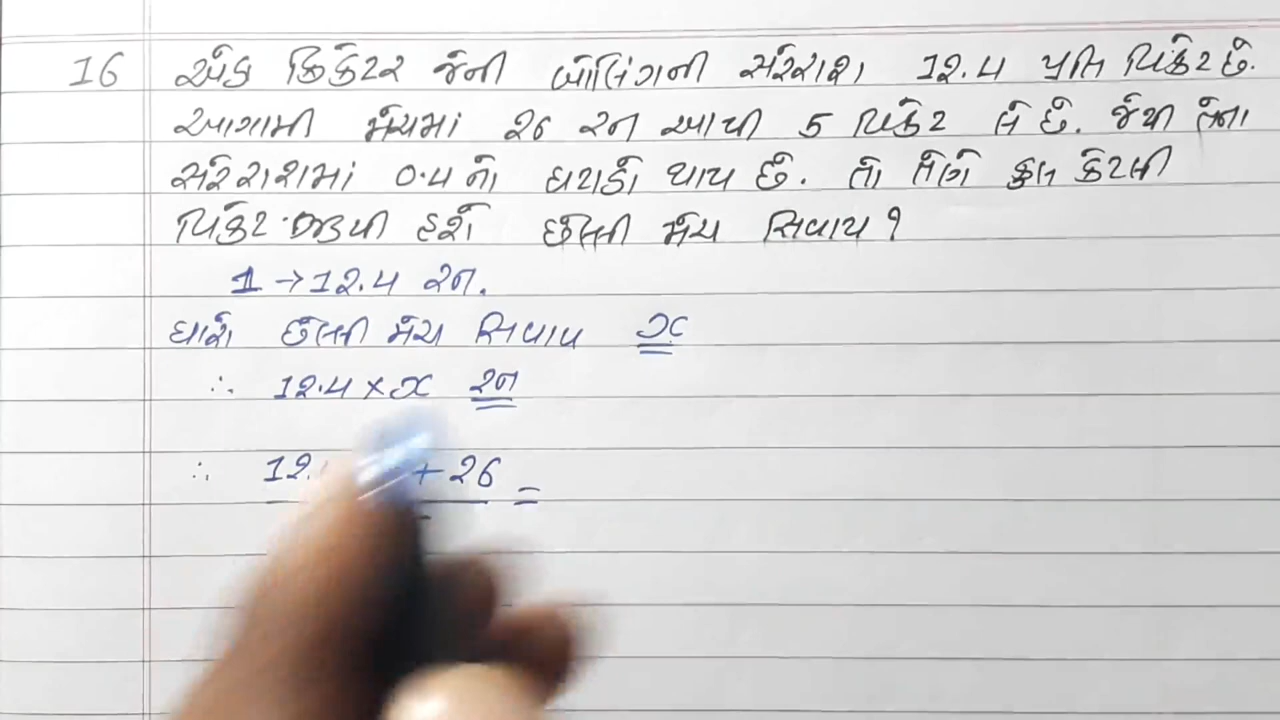 16 એક ક્રિકેટર જેની બોલિંગની સરેરાશ 12.4 પ્રતિ વિકેટ છે.
આગામી મેચમાં 26 રન આપી 5 વિકેટ લે છે. જેથી તેના
સરેરાશમાં 0.4 નો ઘટાડો થાય છે. તો તેણે કુલ કેટલી
વિકેટ ઝડપી હશે છેલ્લી મેચ સિવાય ?
1 → 12.4 રન.
ધારો છેલ્લી મેચ સિવાય x
∴ 12.4 × x રન
∴ 12. + 26 =